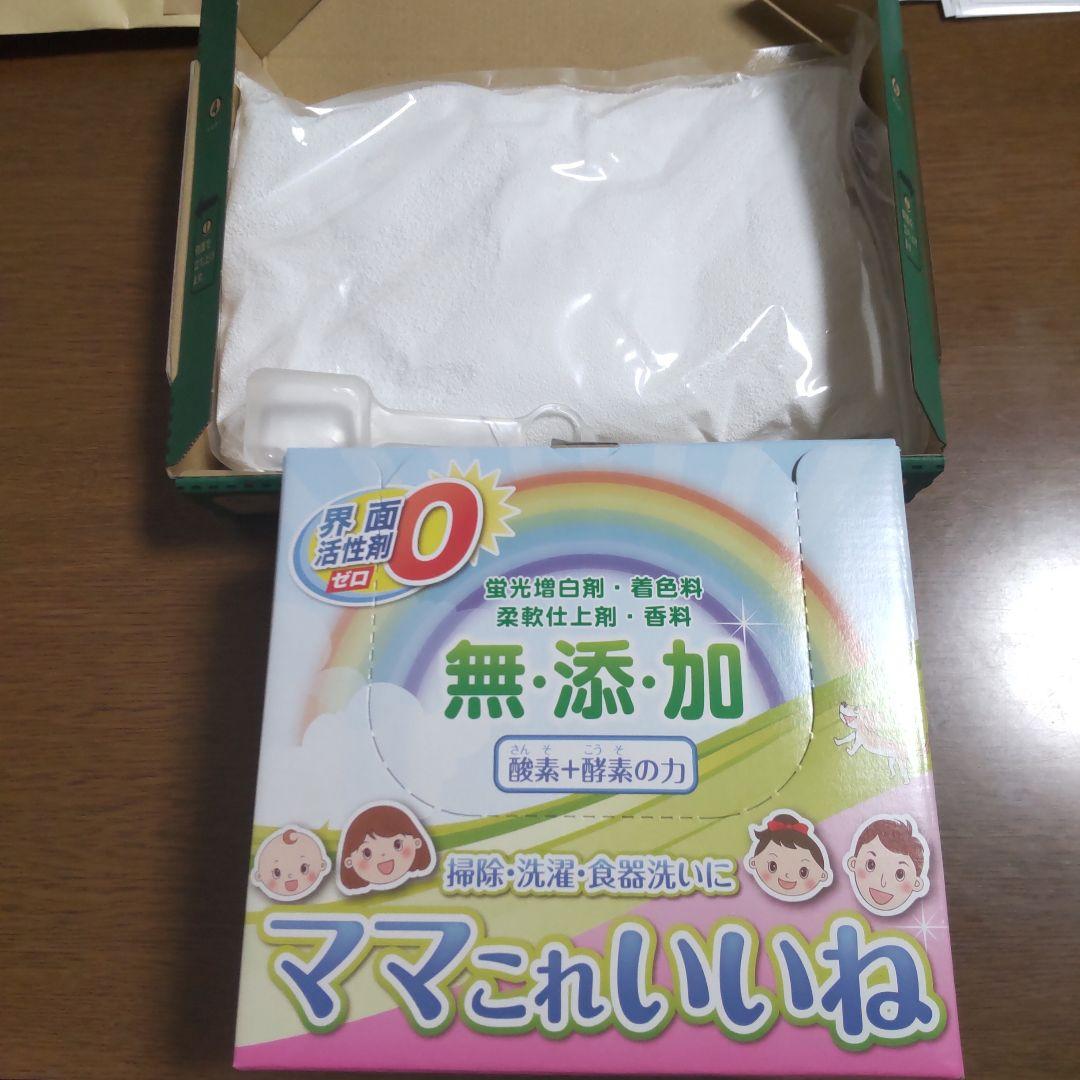 界面
活性剤
ゼロ
0
蛍光増白剤・着色料
柔軟仕上剤・香料
無・添・加
さんそ こうそ
酸素+酵素の力
掃除・洗濯・食器洗いに
ママこれいいね